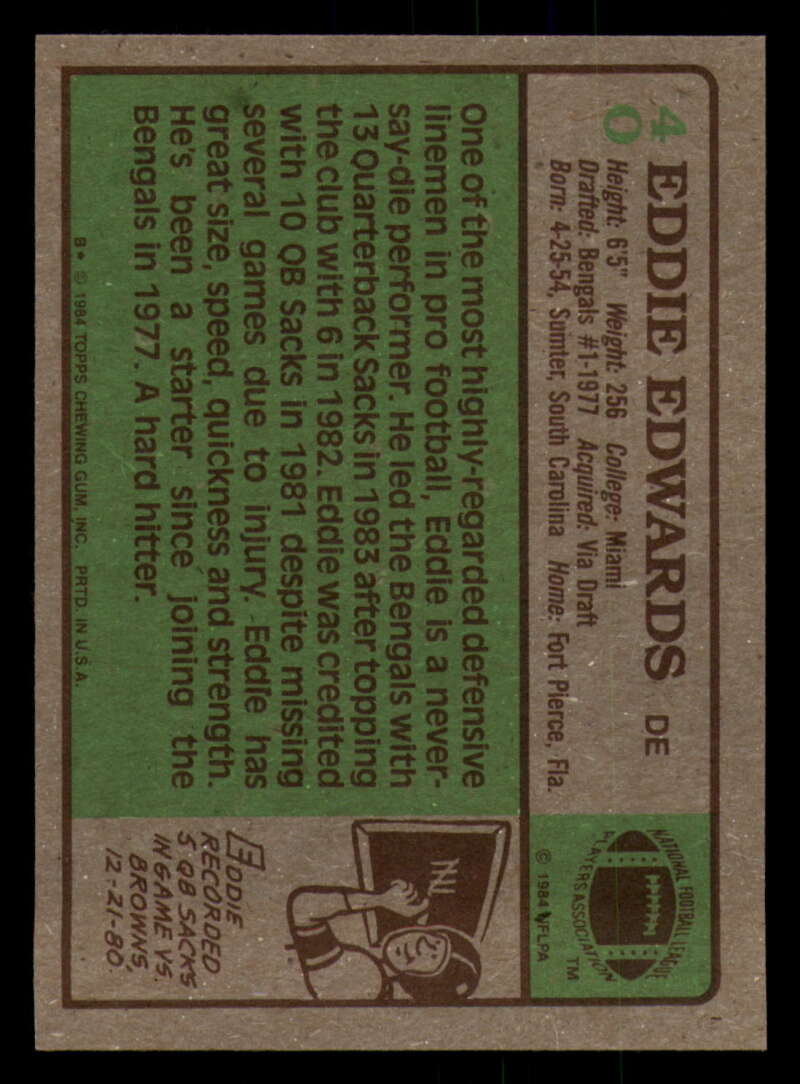 40
EDDIE EDWARDS DE
Height: 6'5" Weight: 256 College: Miami
Drafted: Bengals #1-1977 Acquired: Via Draft
Born: 4-25-54, Sumter, South Carolina Home: Fort Pierce, Fla.
NATIONAL FOOTBALL LEAGUE
PLAYERS ASSOCIATION
TM
© 1984 NFLPA
One of the most highly-regarded defensive
linemen in pro football, Eddie is a never-
say-die performer. He led the Bengals with
13 Quarterback Sacks in 1983 after topping
the club with 6 in 1982. Eddie was credited
with 10 QB Sacks in 1981 despite missing
several games due to injury. Eddie has
great size, speed, quickness and strength.
He's been a starter since joining the
Bengals in 1977. A hard hitter.
EDDIE
RECORDED
5 QB SACKS
IN GAME VS.
BROWNS,
12-21-80.
B* © 1984 TOPPS CHEWING GUM, INC. PRTD. IN U.S.A.